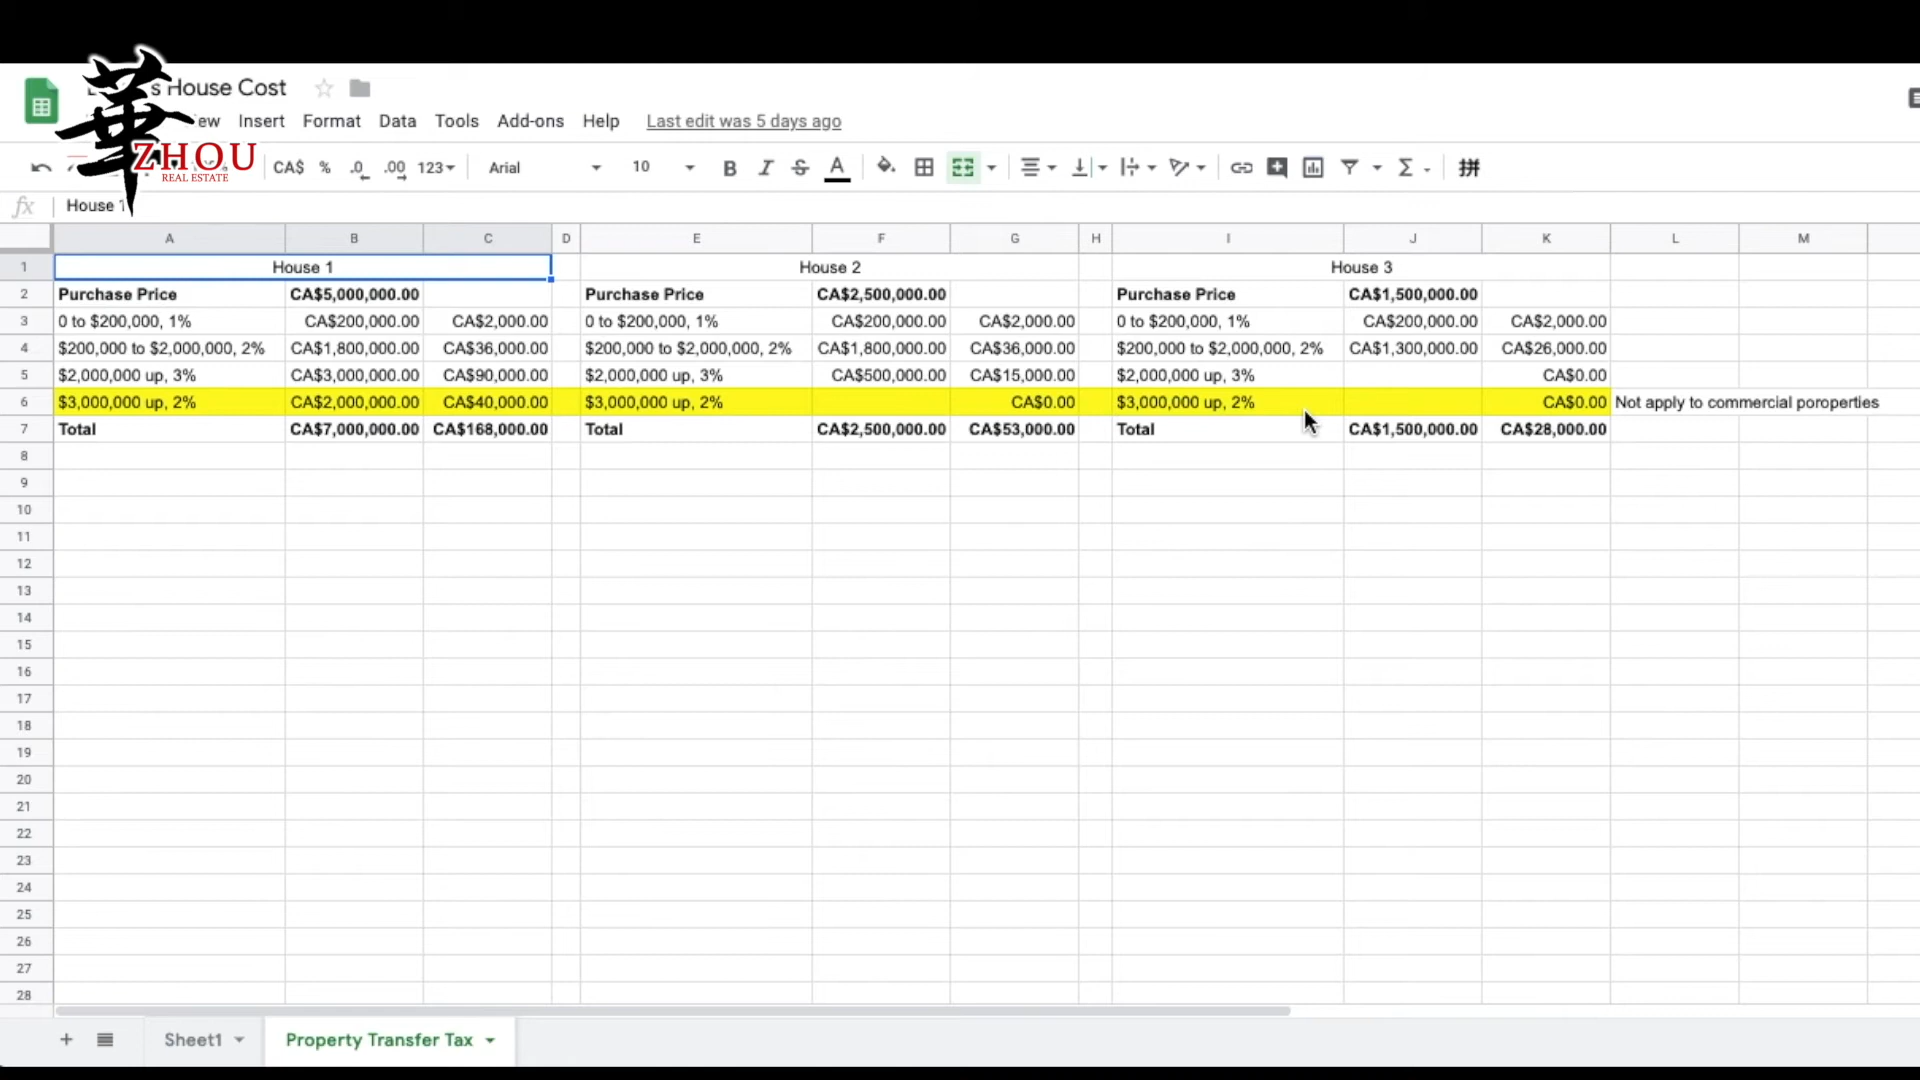 s House Cost
ew Insert Format Data Tools Add-ons Help Last edit was 5 days ago
華
ZHOU
REAL ESTATE
CA$ % .0 .00 123 Arial 10 B I S A
fx House 1
A B C D E F G H I J K L M
1 House 1 House 2 House 3
2 Purchase Price CA$5,000,000.00 Purchase Price CA$2,500,000.00 Purchase Price CA$1,500,000.00
3 0 to $200,000, 1% CA$200,000.00 CA$2,000.00 0 to $200,000, 1% CA$200,000.00 CA$2,000.00 0 to $200,000, 1% CA$200,000.00 CA$2,000.00
4 $200,000 to $2,000,000, 2% CA$1,800,000.00 CA$36,000.00 $200,000 to $2,000,000, 2% CA$1,800,000.00 CA$36,000.00 $200,000 to $2,000,000, 2% CA$1,300,000.00 CA$26,000.00
5 $2,000,000 up, 3% CA$3,000,000.00 CA$90,000.00 $2,000,000 up, 3% CA$500,000.00 CA$15,000.00 $2,000,000 up, 3% CA$0.00
6 $3,000,000 up, 2% CA$2,000,000.00 CA$40,000.00 $3,000,000 up, 2% CA$0.00 $3,000,000 up, 2% CA$0.00 Not apply to commercial poroperties
7 Total CA$7,000,000.00 CA$168,000.00 Total CA$2,500,000.00 CA$53,000.00 Total CA$1,500,000.00 CA$28,000.00
8
9
10
11
12
13
14
15
16
17
18
19
20
21
22
23
24
25
26
27
28
+ Sheet1 Property Transfer Tax